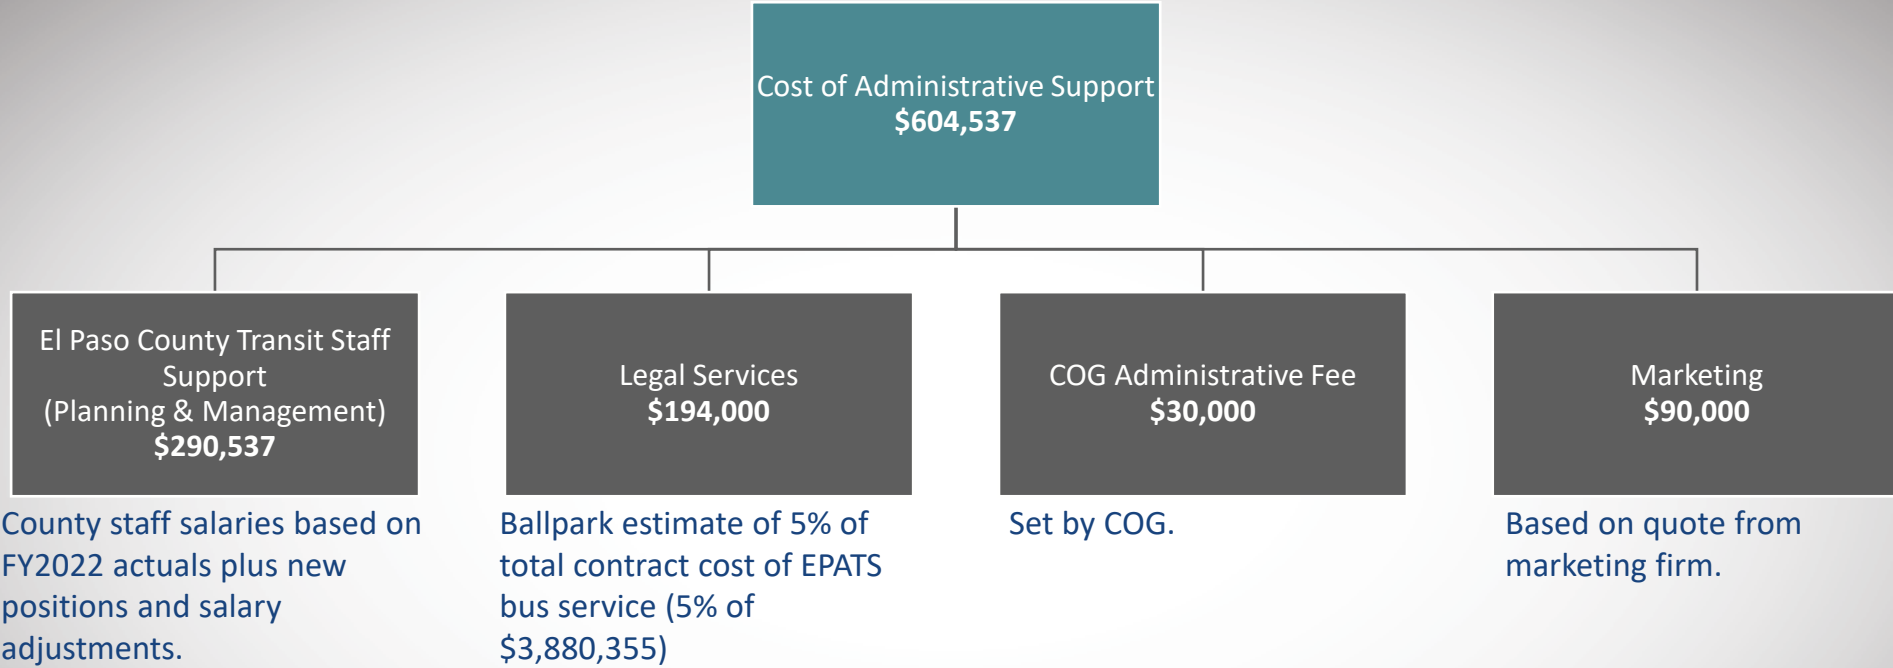 Cost of Administrative Support
$604,537
El Paso County Transit Staff
Support
(Planning & Management)
$290,537
Legal Services
$194,000
COG Administrative Fee
$30,000
Marketing
$90,000
County staff salaries based on
FY2022 actuals plus new
positions and salary
adjustments.
Ballpark estimate of 5% of
total contract cost of EPATS
bus service (5% of
$3,880,355)
Set by COG.
Based on quote from
marketing firm.